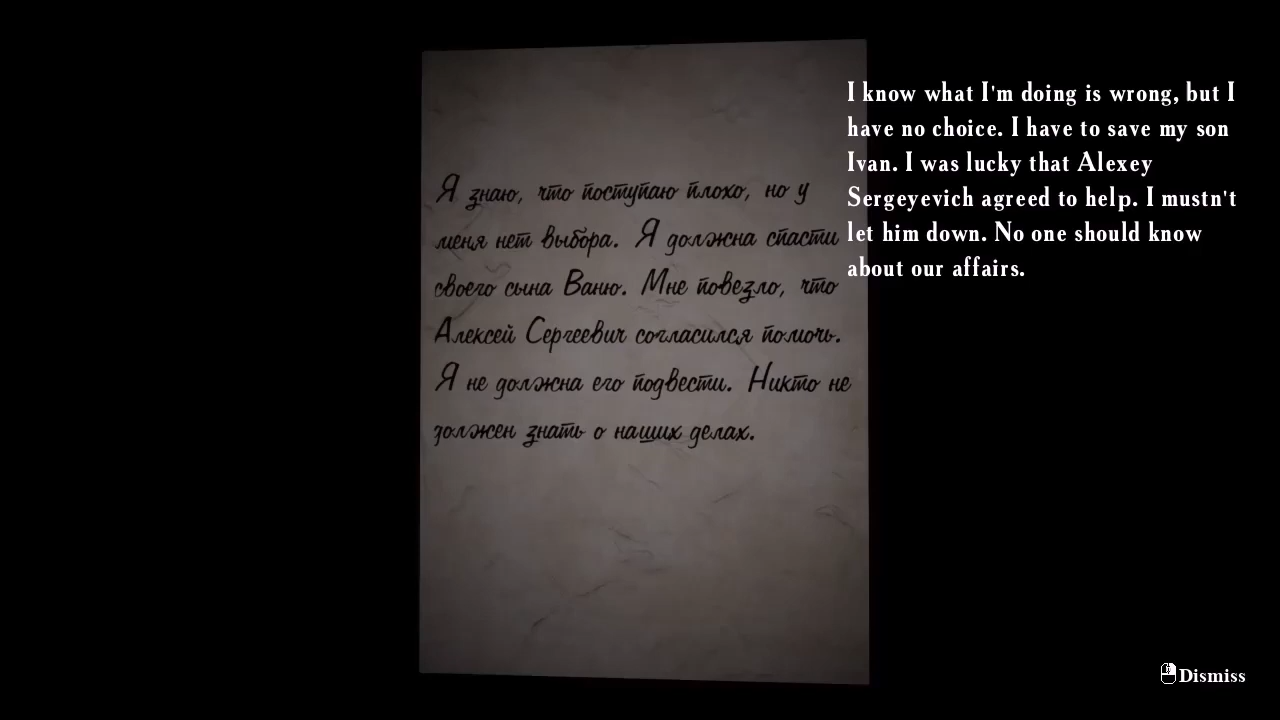 Я знаю, что поступаю плохо, но у
меня нет выбора. Я должна спасти
своего сына Ваню. Мне повезло, что
Алексей Сергеевич согласился помочь.
Я не должна его подвести. Никто не
должен знать о наших делах.
I know what I'm doing is wrong, but I
have no choice. I have to save my son
Ivan. I was lucky that Alexey
Sergeyevich agreed to help. I mustn't
let him down. No one should know
about our affairs.
Dismiss